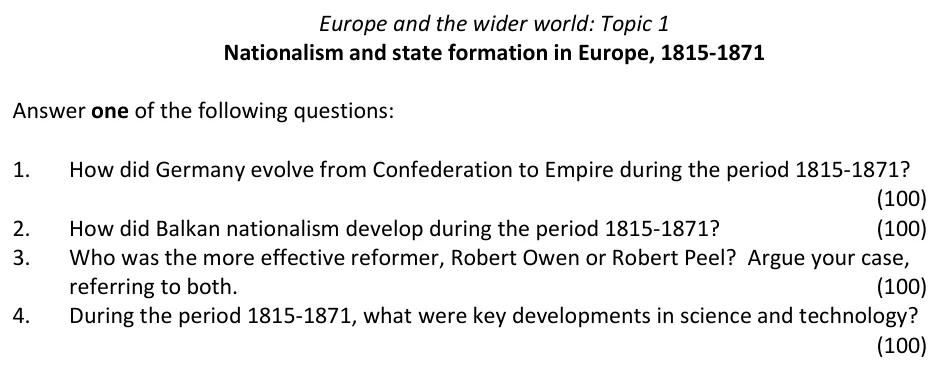 Europe and the wider world: Topic 1
Nationalism and state formation in Europe, 1815-1871
Answer one of the following questions:
1. How did Germany evolve from Confederation to Empire during the period 1815-1871?
(100)
2. How did Balkan nationalism develop during the period 1815-1871? (100)
3. Who was the more effective reformer, Robert Owen or Robert Peel? Argue your case,
referring to both. (100)
4. During the period 1815-1871, what were key developments in science and technology?
(100)